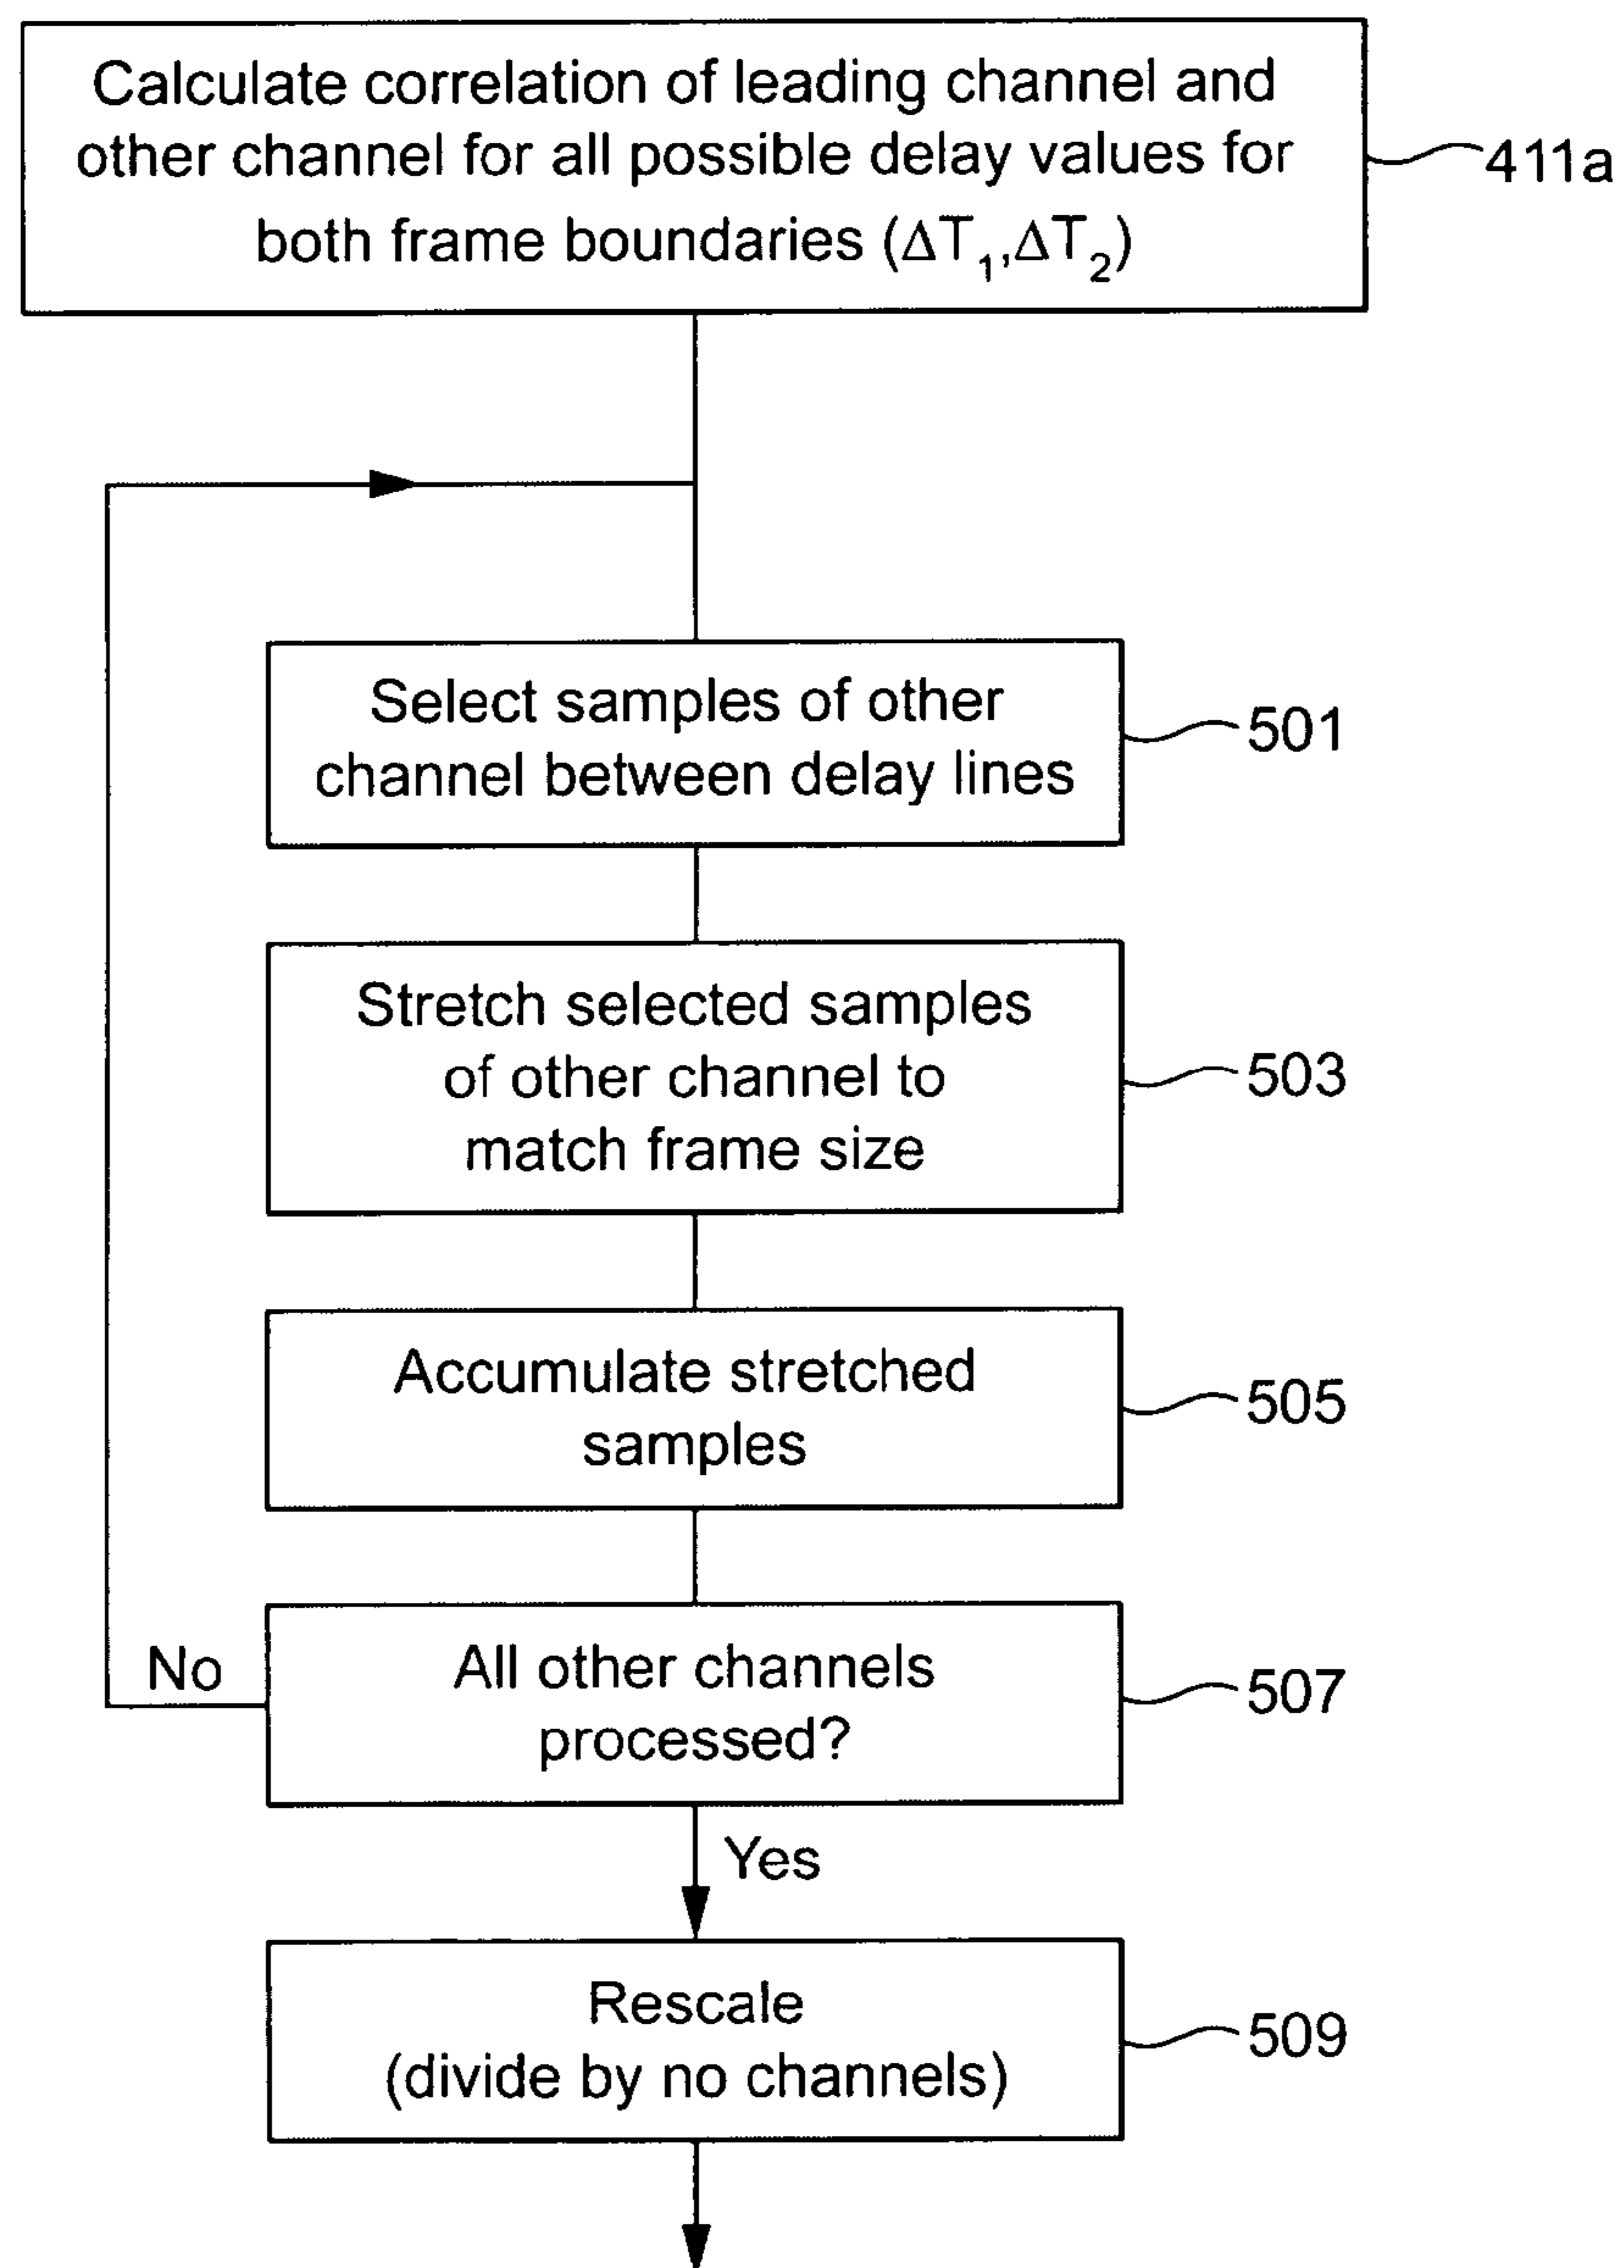 Calculate correlation of leading channel and
other channel for all possible delay values for
both frame boundaries (ΔT₁,ΔT₂)
411a
Select samples of other
channel between delay lines
501
Stretch selected samples
of other channel to
match frame size
503
Accumulate stretched
samples
505
No
All other channels
processed?
507
Yes
Rescale
(divide by no channels)
509